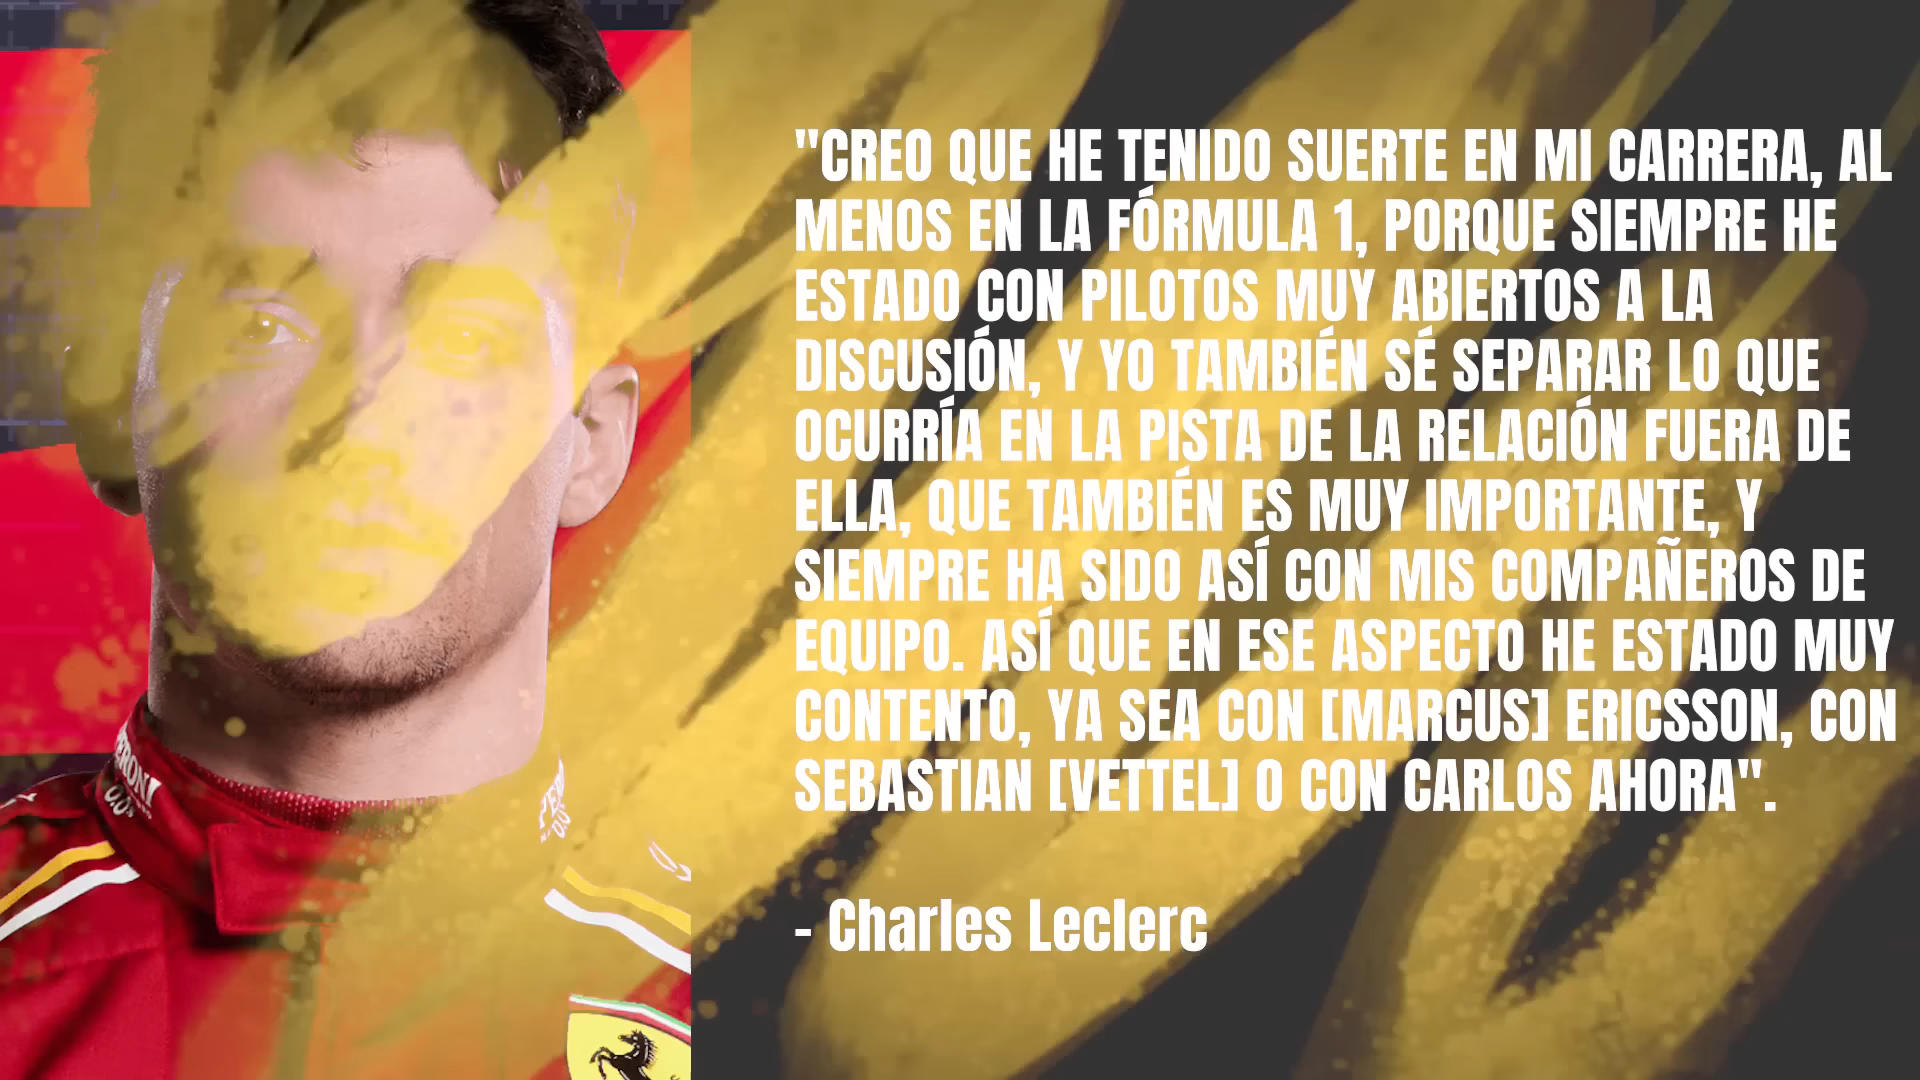 "CREO QUE HE TENIDO SUERTE EN MI CARRERA, AL
MENOS EN LA FÓRMULA 1, PORQUE SIEMPRE HE
ESTADO CON PILOTOS MUY ABIERTOS A LA
DISCUSIÓN, Y YO TAMBIÉN SÉ SEPARAR LO QUE
OCURRÍA EN LA PISTA DE LA RELACIÓN FUERA DE
ELLA, QUE TAMBIÉN ES MUY IMPORTANTE, Y
SIEMPRE HA SIDO ASÍ CON MIS COMPAÑEROS DE
EQUIPO. ASÍ QUE EN ESE ASPECTO HE ESTADO MUY
CONTENTO, YA SEA CON [MARCUS] ERICSSON, CON
SEBASTIAN [VETTEL] O CON CARLOS AHORA".
- Charles Leclerc